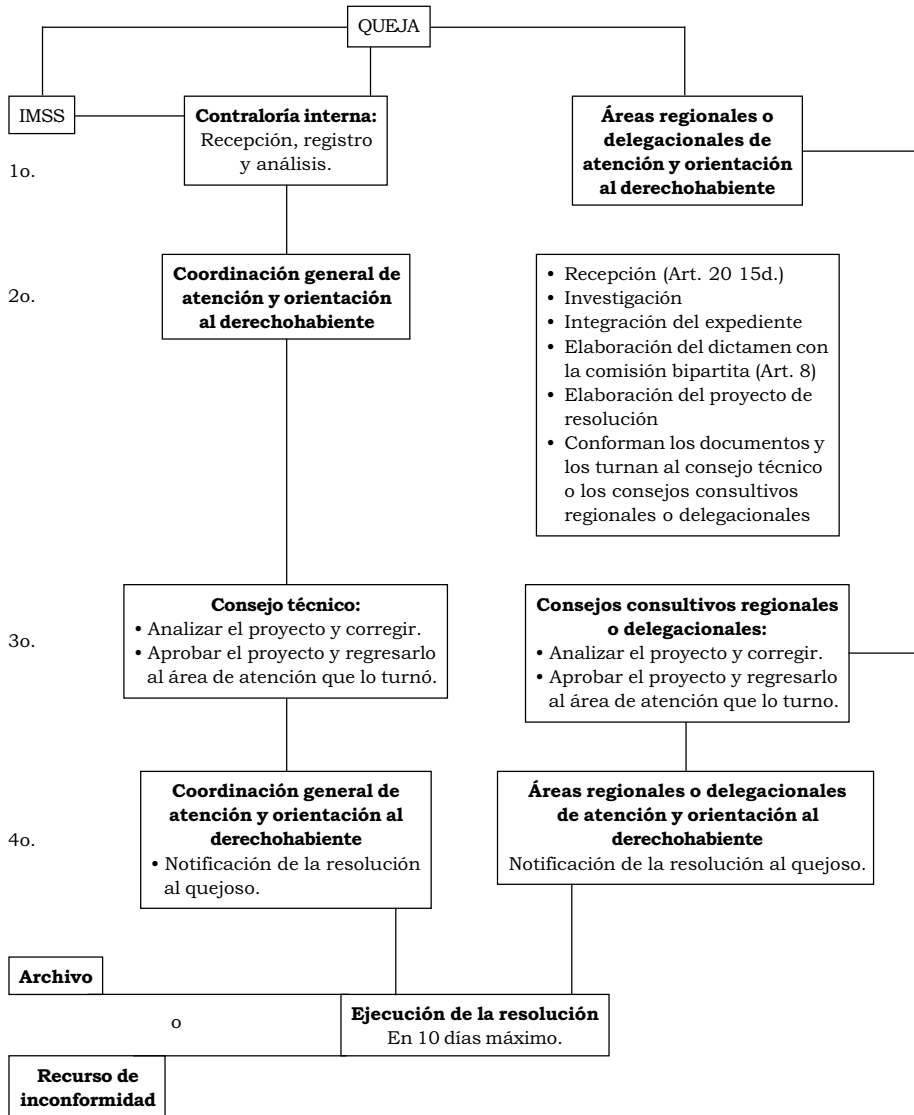 QUEJA
IMSS
Contraloría interna:
Recepción, registro
y análisis.
Áreas regionales o
delegacionales de
atención y orientación
al derechohabiente
1o.
2o.
Coordinación general de
atención y orientación
al derechohabiente
• Recepción (Art. 20 15d.)
• Investigación
• Integración del expediente
• Elaboración del dictamen con
la comisión bipartita (Art. 8)
• Elaboración del proyecto de
resolución
• Conforman los documentos y
los turnan al consejo técnico
o los consejos consultivos
regionales o delegacionales
3o.
Consejo técnico:
• Analizar el proyecto y corregir.
• Aprobar el proyecto y regresarlo
al área de atención que lo turnó.
Consejos consultivos regionales
o delegacionales:
• Analizar el proyecto y corregir.
• Aprobar el proyecto y regresarlo
al área de atención que lo turno.
4o.
Coordinación general de
atención y orientación al
derechohabiente
• Notificación de la resolución
al quejoso.
Áreas regionales o delegacionales
de atención y orientación al
derechohabiente
Notificación de la resolución al quejoso.
Archivo
o
Ejecución de la resolución
En 10 días máximo.
Recurso de
inconformidad